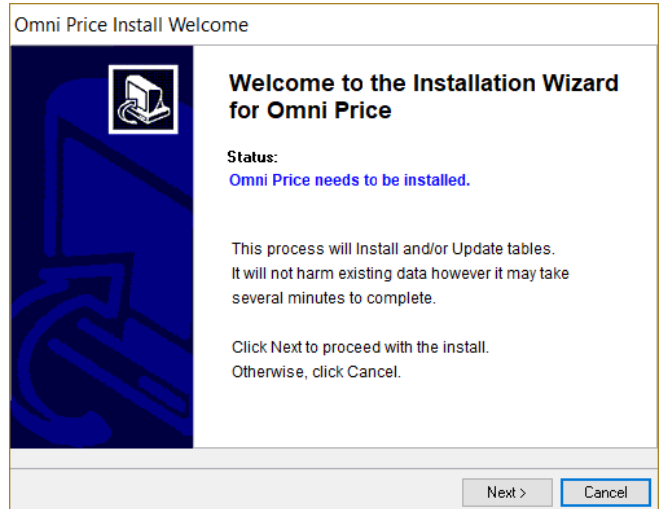 Omni Price Install Welcome
Welcome to the Installation Wizard
for Omni Price
Status:
Omni Price needs to be installed.
This process will Install and/or Update tables.
It will not harm existing data however it may take
several minutes to complete.
Click Next to proceed with the install.
Otherwise, click Cancel.
Next >
Cancel